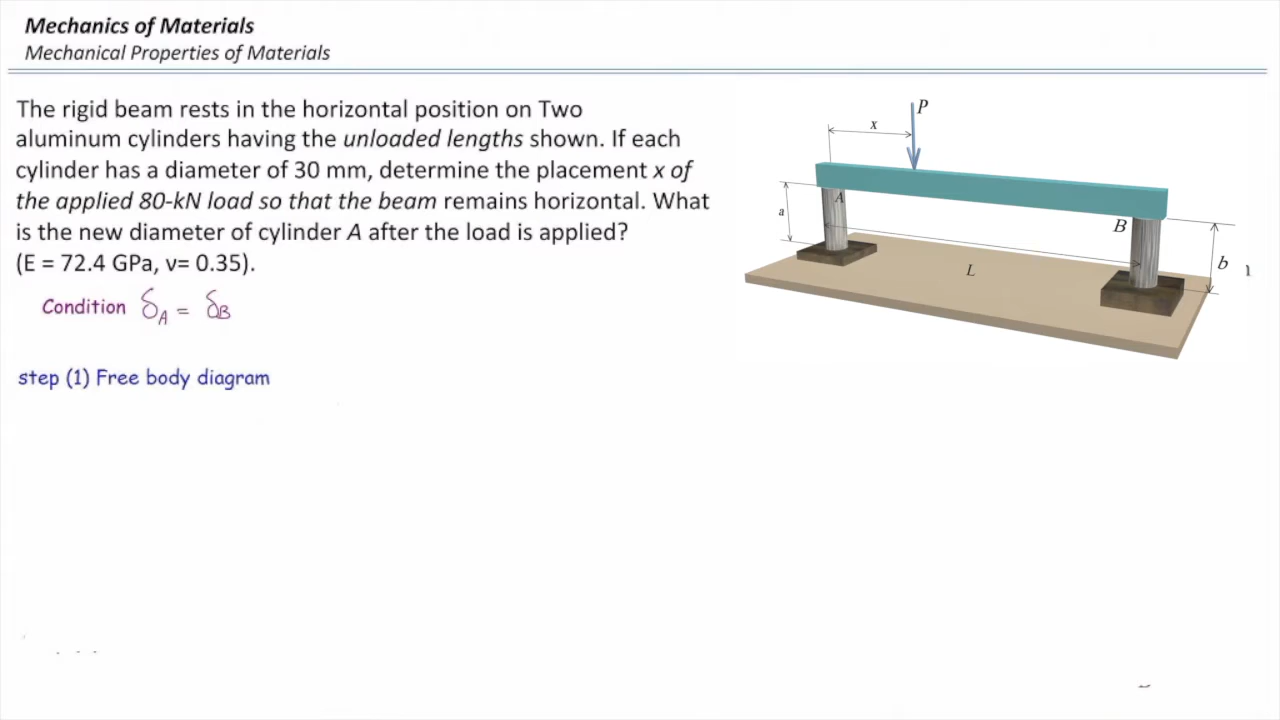 Mechanics of Materials
Mechanical Properties of Materials
The rigid beam rests in the horizontal position on Two
aluminum cylinders having the unloaded lengths shown. If each
cylinder has a diameter of 30 mm, determine the placement x of
the applied 80-kN load so that the beam remains horizontal. What
is the new diameter of cylinder A after the load is applied?
(E = 72.4 GPa, v= 0.35).
Condition δA = δB
step (1) Free body diagram
P
x
A
a
B
L
b